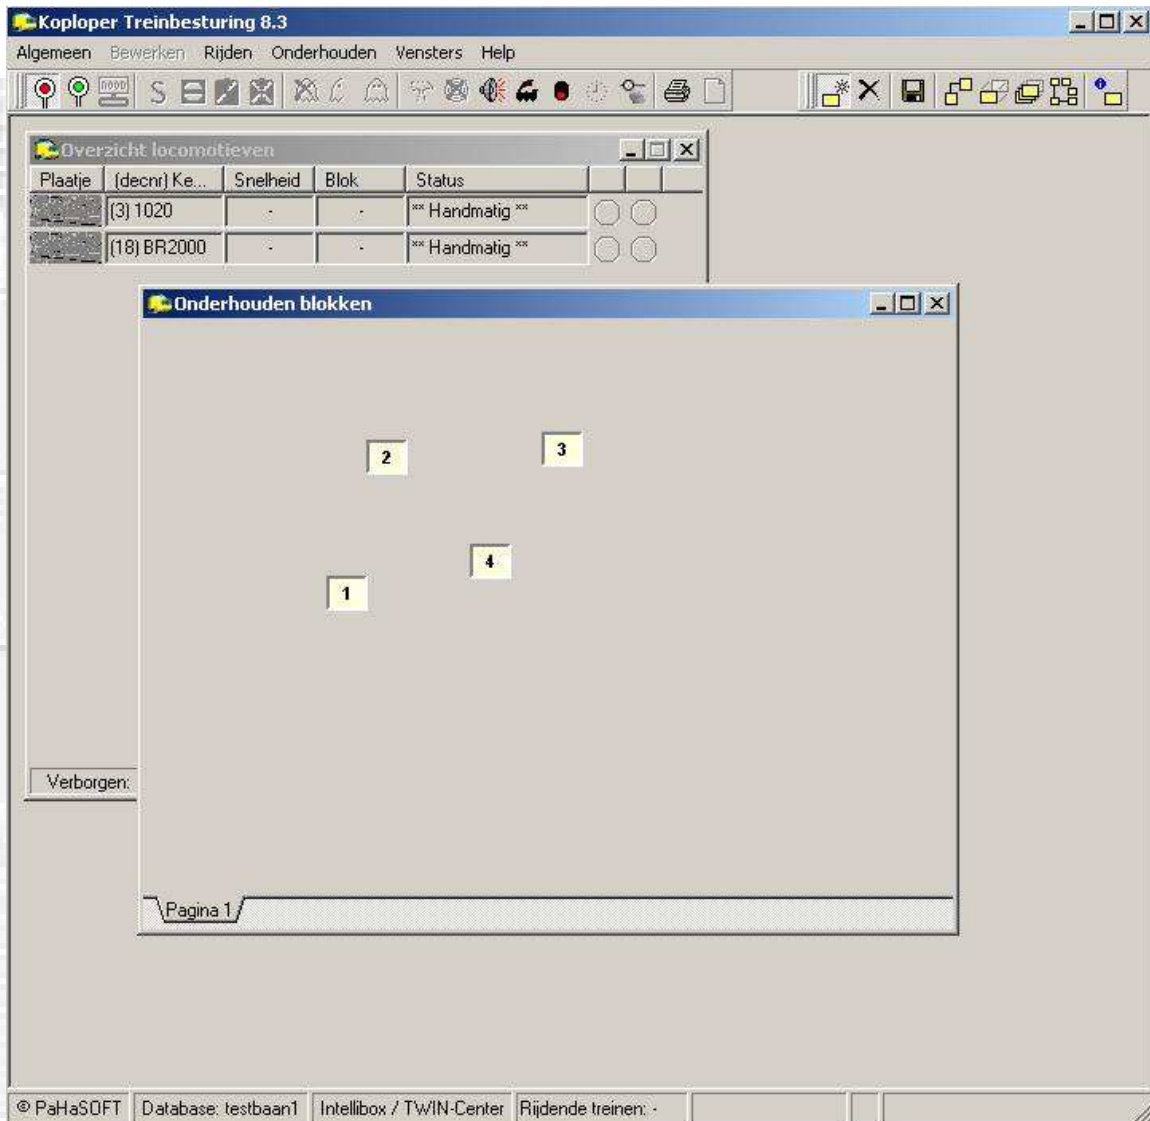 Koploper Treinbesturing 8.3
Algemeen Bewerken Rijden Onderhouden Vensters Help
Overzicht locomotieven
Plaatje (decnr) Ke... Snelheid Blok Status
(3) 1020 - - ** Handmatig **
(18) BR2000 - - ** Handmatig **
Onderhouden blokken
2 3
4
1
Verborgen:
Pagina 1
© PaHaSOFT Database: testbaan1 Intellibox / TWIN-Center Rijdende treinen: -